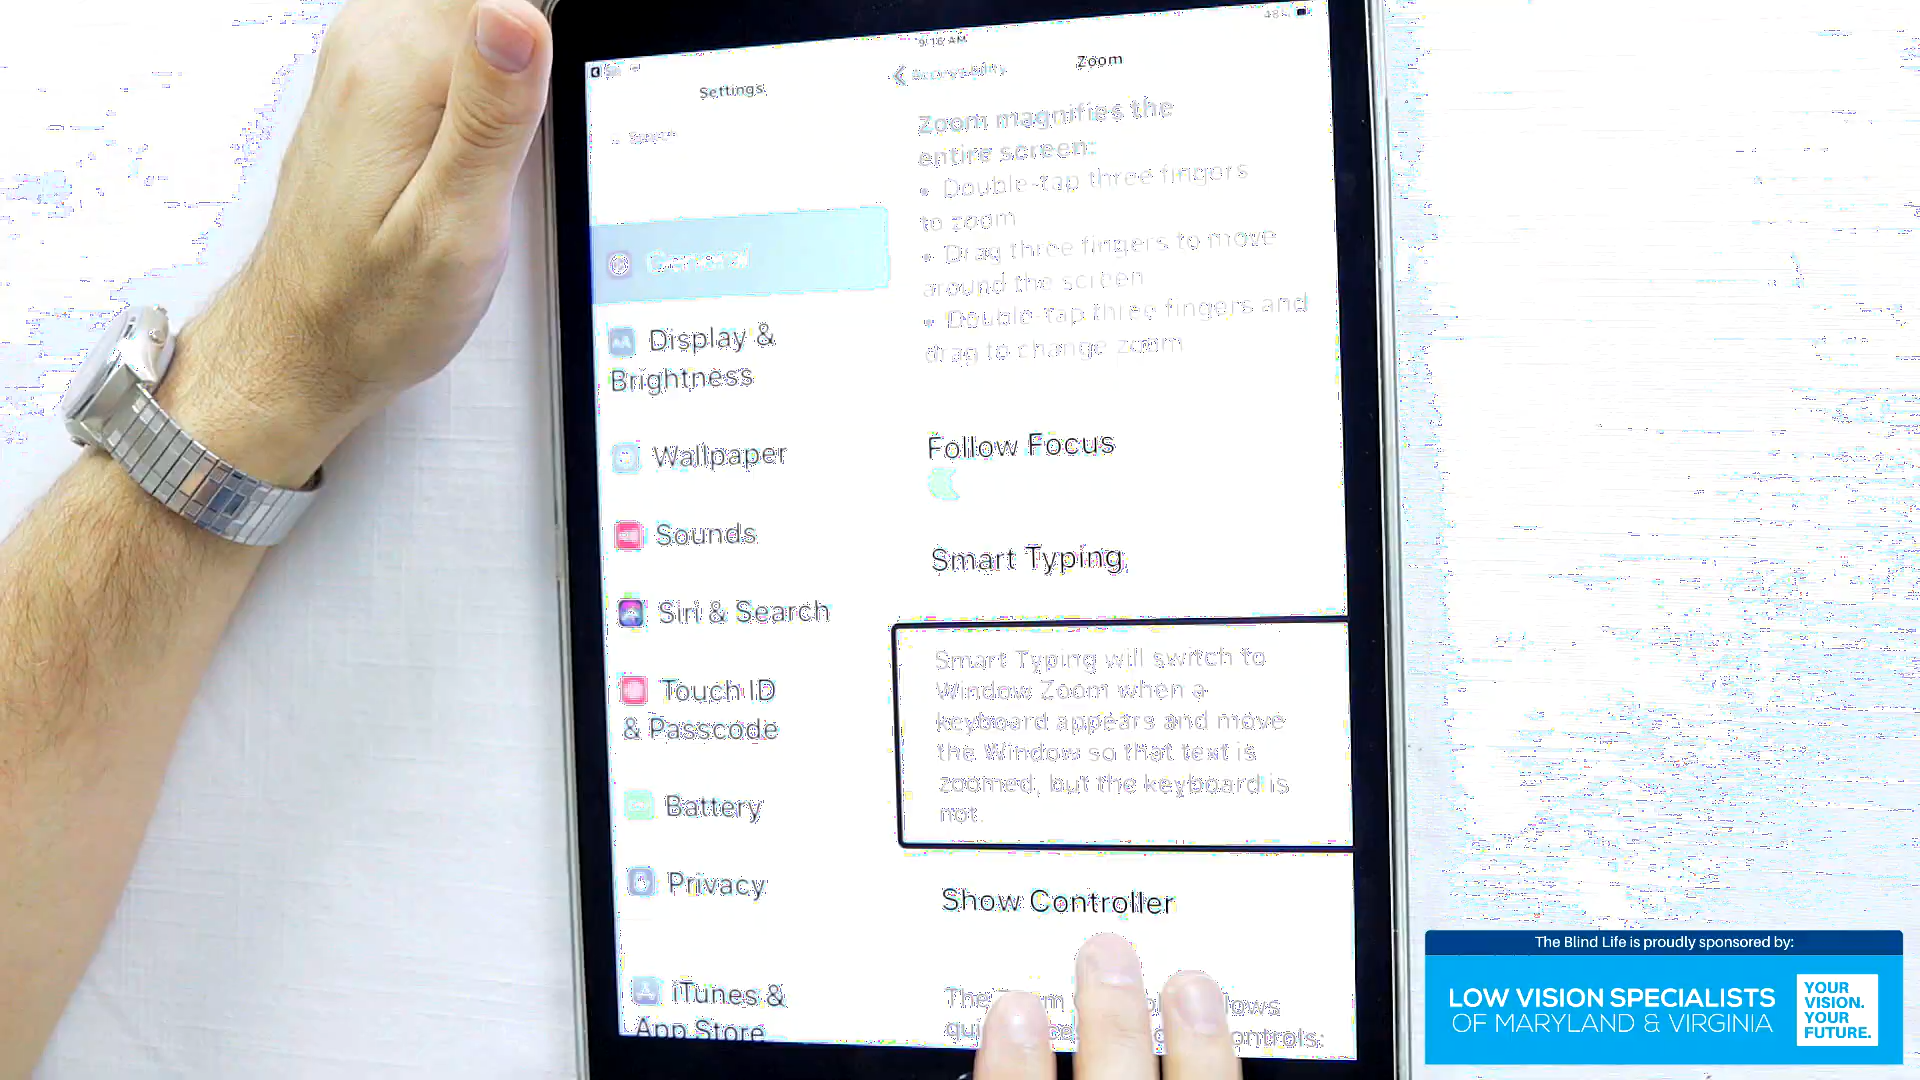 9:16 AM
Settings
Zoom
Zoom magnifies the
entire screen:
• Double-tap three fingers
to zoom
• Drag three fingers to move
around the screen
• Double-tap three fingers and
drag to change zoom
General
Display &
Brightness
Wallpaper
Sounds
Siri & Search
Touch ID
& Passcode
Battery
Privacy
iTunes &
App Store
Follow Focus
Smart Typing
Smart Typing will switch to
Window Zoom when a
keyboard appears and move
the Window so that text is
zoomed, but the keyboard is
not.
Show Controller
The
The Blind Life is proudly sponsored by:
LOW VISION SPECIALISTS
OF MARYLAND & VIRGINIA
YOUR
VISION.
YOUR
FUTURE.